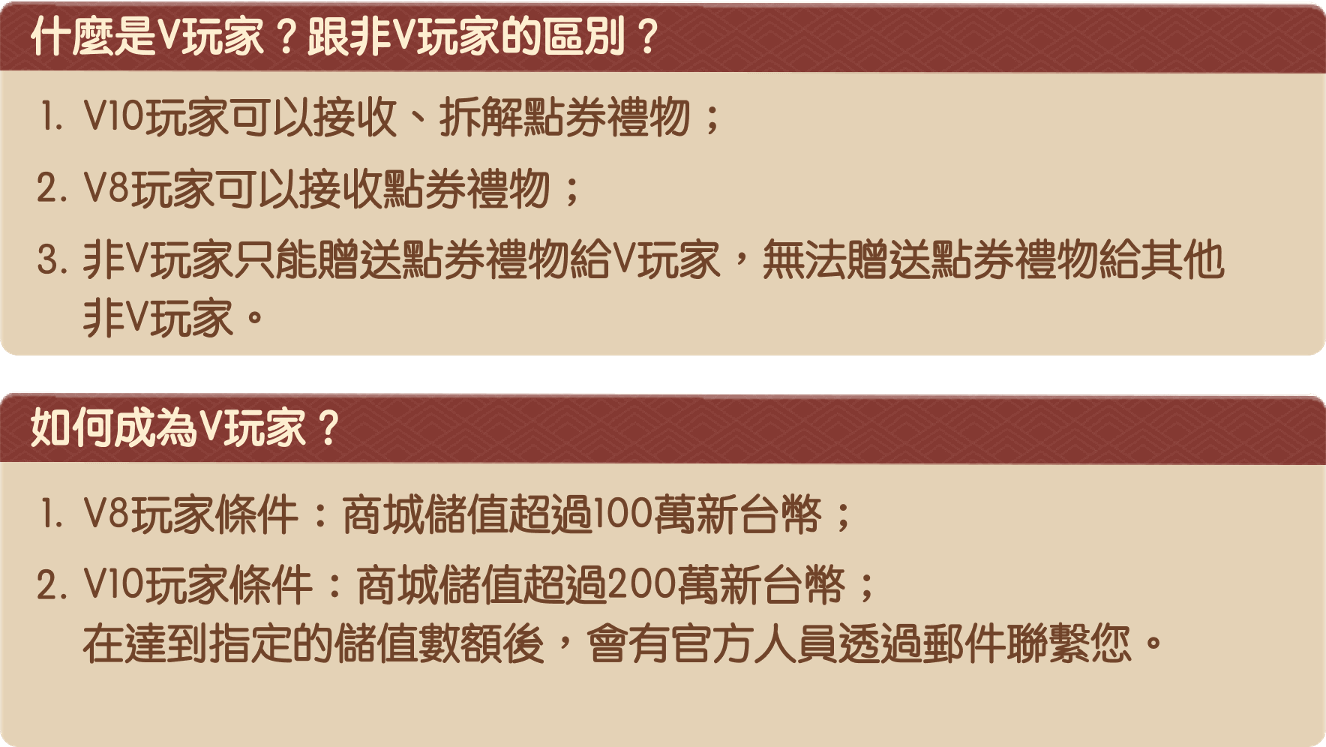 什麼是V玩家？跟非V玩家的區別？
1. V10玩家可以接收、拆解點券禮物；
2. V8玩家可以接收點券禮物；
3. 非V玩家只能贈送點券禮物給V玩家，無法贈送點券禮物給其他
非V玩家。
如何成為V玩家？
1. V8玩家條件：商城儲值超過100萬新台幣；
2. V10玩家條件：商城儲值超過200萬新台幣；
在達到指定的儲值數額後，會有官方人員透過郵件聯繫您。